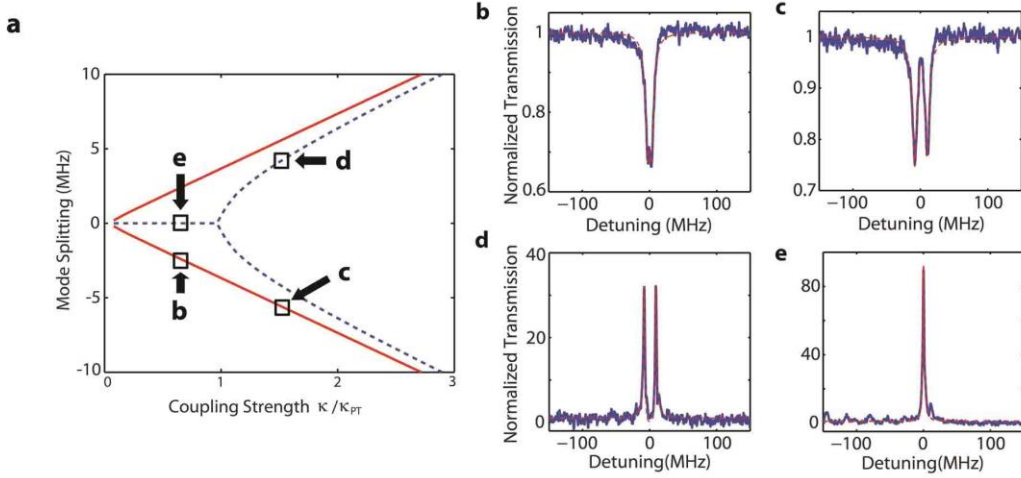 a
Mode Splitting (MHz)
10
5
0
-5
-10
0
1
2
3
Coupling Strength κ/κPT
e
d
b
c
b
Normalized Transmission
1
0.8
0.6
−100
0
100
Detuning (MHz)
c
1
0.9
0.8
0.7
−100
0
100
Detuning (MHz)
d
Normalized Transmission
40
20
0
−100
0
100
Detuning(MHz)
e
80
40
0
−100
0
100
Detuning(MHz)